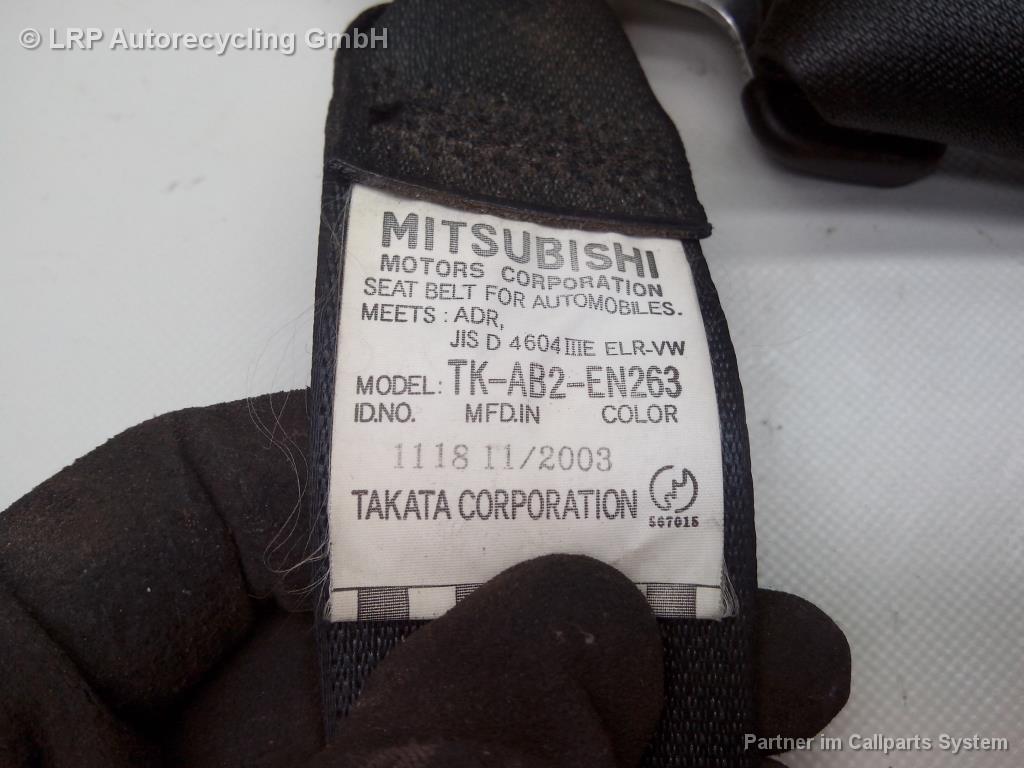 © LRP Autorecycling GmbH
MITSUBISHI
MOTORS CORPORATION
SEAT BELT FOR AUTOMOBILES.
MEETS : ADR,
JIS D 4604 IIIE ELR-VW
MODEL: TK-AB2-EN263
ID.NO. MFD.IN COLOR
1118 11/2003
TAKATA CORPORATION
567015
Partner im Callparts System